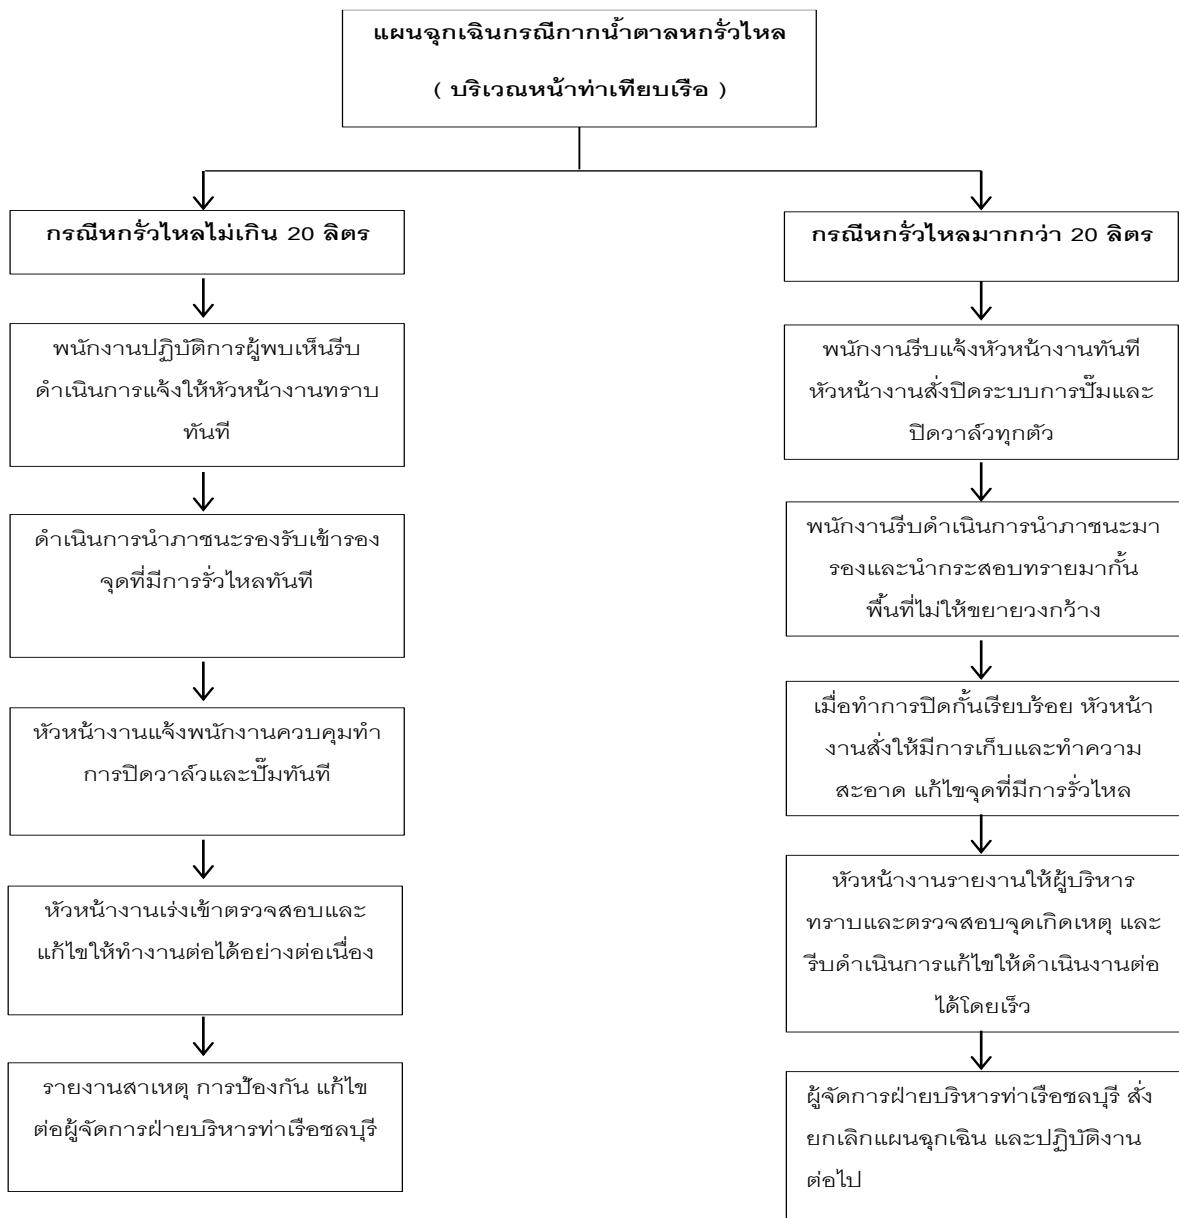 แผนฉุกเฉินกรณีกากน้ำตาลหกรั่วไหล
( บริเวณหน้าท่าเทียบเรือ )
กรณีหกรั่วไหลไม่เกิน 20 ลิตร
พนักงานปฏิบัติการผู้พบเห็นรีบ
ดำเนินการแจ้งให้หัวหน้างานทราบ
ทันที
ดำเนินการนำภาชนะรองรับเข้ารอง
จุดที่มีการรั่วไหลทันที
หัวหน้างานแจ้งพนักงานควบคุมทำ
การปิดวาล์วและปั๊มทันที
หัวหน้างานเร่งเข้าตรวจสอบและ
แก้ไขให้ทำงานต่อได้อย่างต่อเนื่อง
รายงานสาเหตุ การป้องกัน แก้ไข
ต่อผู้จัดการฝ่ายบริหารท่าเรือชลบุรี
กรณีหกรั่วไหลมากกว่า 20 ลิตร
พนักงานรีบแจ้งหัวหน้างานทันที
หัวหน้างานสั่งปิดระบบการปั๊มและ
ปิดวาล์วทุกตัว
พนักงานรีบดำเนินการนำภาชนะมา
รองและนำกระสอบทรายมากั้น
พื้นที่ไม่ให้ขยายวงกว้าง
เมื่อทำการปิดกั้นเรียบร้อย หัวหน้า
งานสั่งให้มีการเก็บและทำความ
สะอาด แก้ไขจุดที่มีการรั่วไหล
หัวหน้างานรายงานให้ผู้บริหาร
ทราบและตรวจสอบจุดเกิดเหตุ และ
รีบดำเนินการแก้ไขให้ดำเนินงานต่อ
ได้โดยเร็ว
ผู้จัดการฝ่ายบริหารท่าเรือชลบุรี สั่ง
ยกเลิกแผนฉุกเฉิน และปฏิบัติงาน
ต่อไป